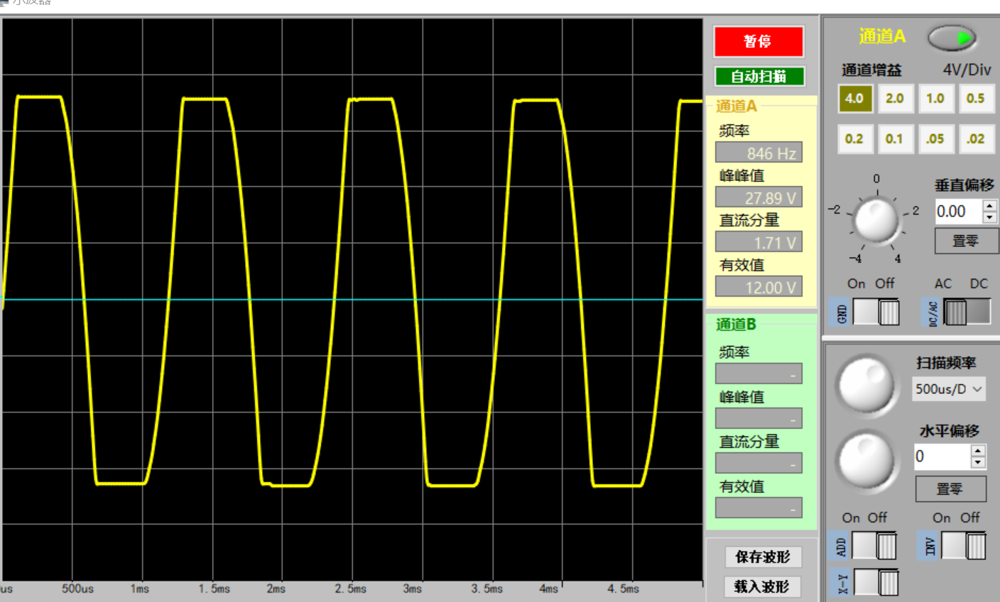 示波器
暂停
自动扫描
通道A
频率
846 Hz
峰峰值
27.89 V
直流分量
1.71 V
有效值
12.00 V
通道B
频率
-
峰峰值
-
直流分量
-
有效值
-
保存波形
载入波形
us 500us 1ms 1.5ms 2ms 2.5ms 3ms 3.5ms 4ms 4.5ms
通道A
通道增益 4V/Div
4.0 2.0 1.0 0.5
0.2 0.1 .05 .02
0
-2 2
-4 4
垂直偏移
0.00
置零
On Off AC DC
GND DC/AC
扫描频率
500us/D
水平偏移
0
置零
On Off On Off
ADD INV
X-Y